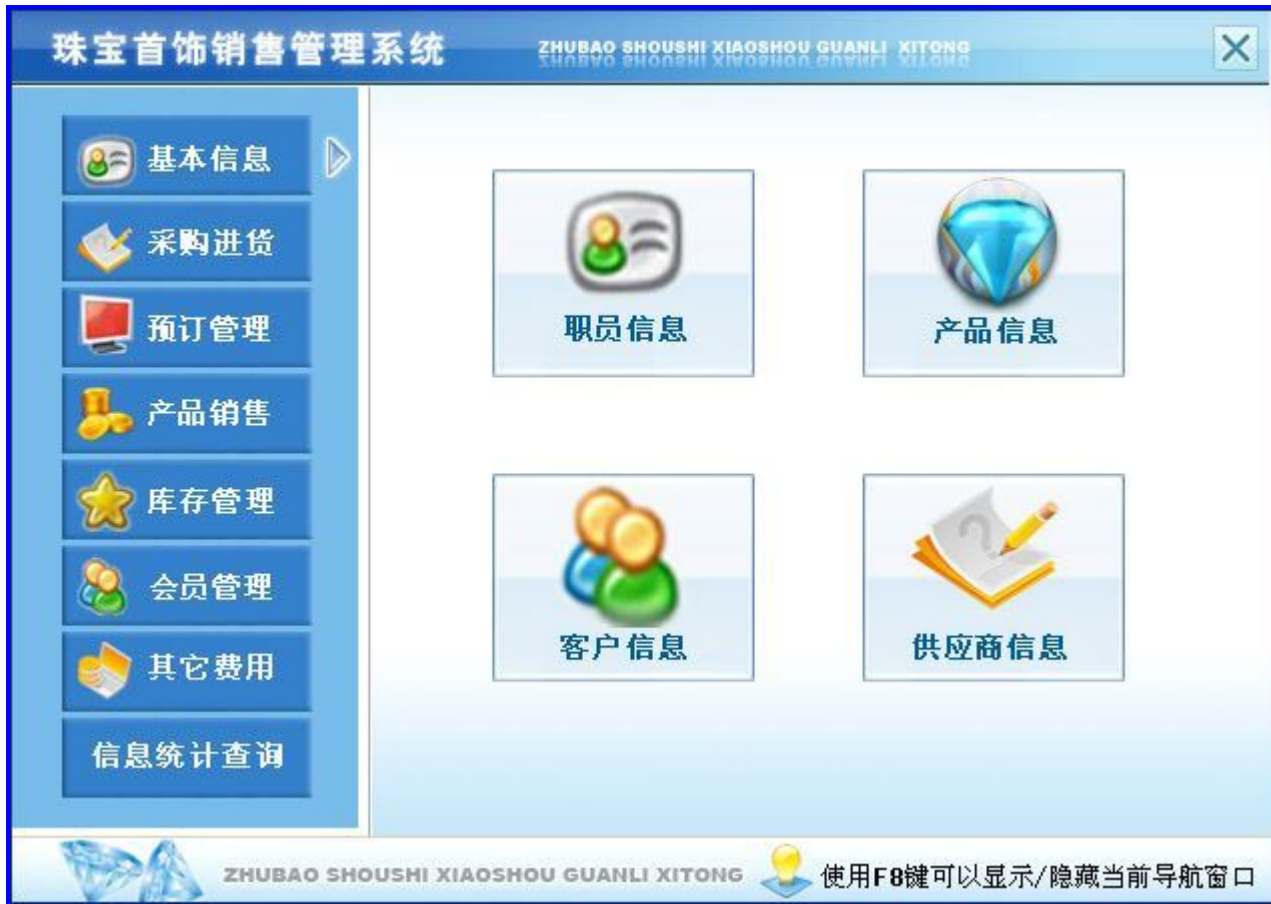 珠宝首饰销售管理系统
ZHUBAO SHOUSHI XIAOSHOU GUANLI XITONG
基本信息
采购进货
预订管理
产品销售
库存管理
会员管理
其它费用
信息统计查询
职员信息
产品信息
客户信息
供应商信息
ZHUBAO SHOUSHI XIAOSHOU GUANLI XITONG
使用F8键可以显示/隐藏当前导航窗口